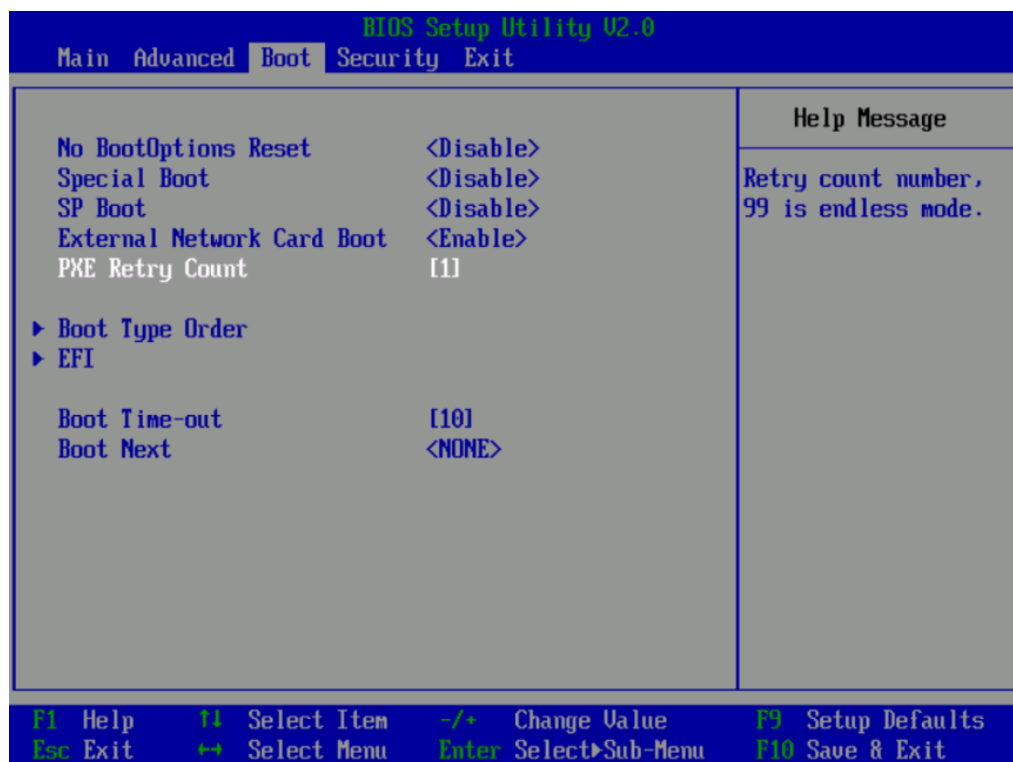 BIOS Setup Utility V2.0
Main Advanced Boot Security Exit
Help Message
Retry count number,
99 is endless mode.
No BootOptions Reset <Disable>
Special Boot <Disable>
SP Boot <Disable>
External Network Card Boot <Enable>
PXE Retry Count [1]
▶ Boot Type Order
▶ EFI
Boot Time-out [10]
Boot Next <NONE>
F1 Help ↑↓ Select Item -/+ Change Value F9 Setup Defaults
Esc Exit ↔ Select Menu Enter Select▶Sub-Menu F10 Save & Exit